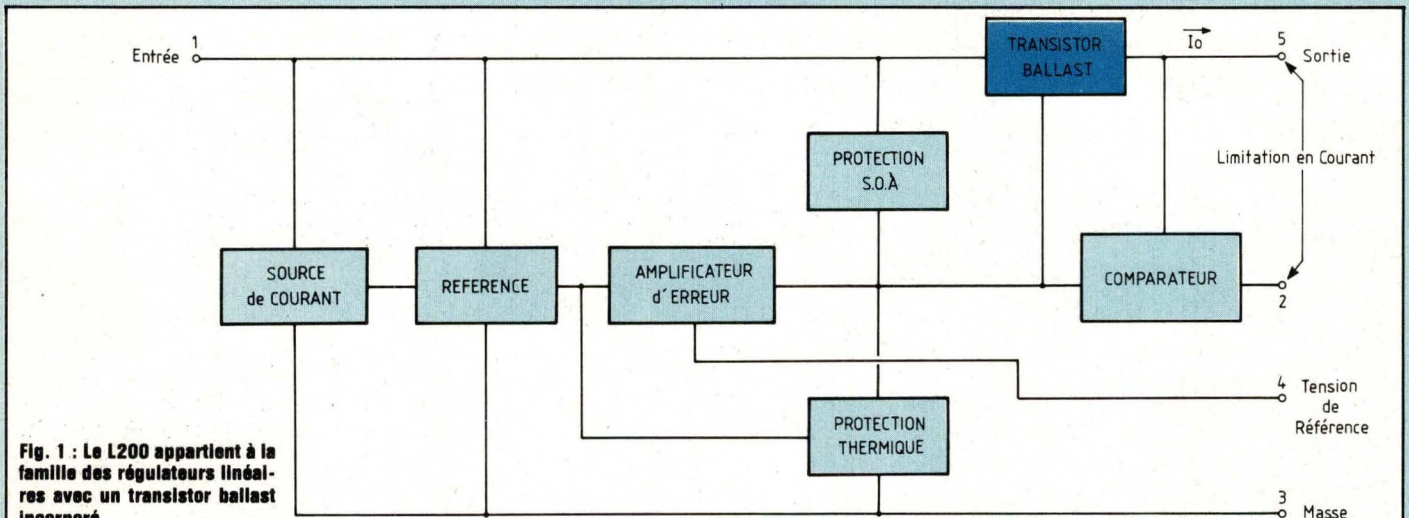 1
Entrée
TRANSISTOR
BALLAST
Io
5
Sortie
PROTECTION
S.O.A
Limitation en Courant
SOURCE
de COURANT
REFERENCE
AMPLIFICATEUR
d'ERREUR
COMPARATEUR
2
4
Tension
de
Référence
PROTECTION
THERMIQUE
3
Masse
Fig. 1 : Le L200 appartient à la
famille des régulateurs linéai-
res avec un transistor ballast
incorporé